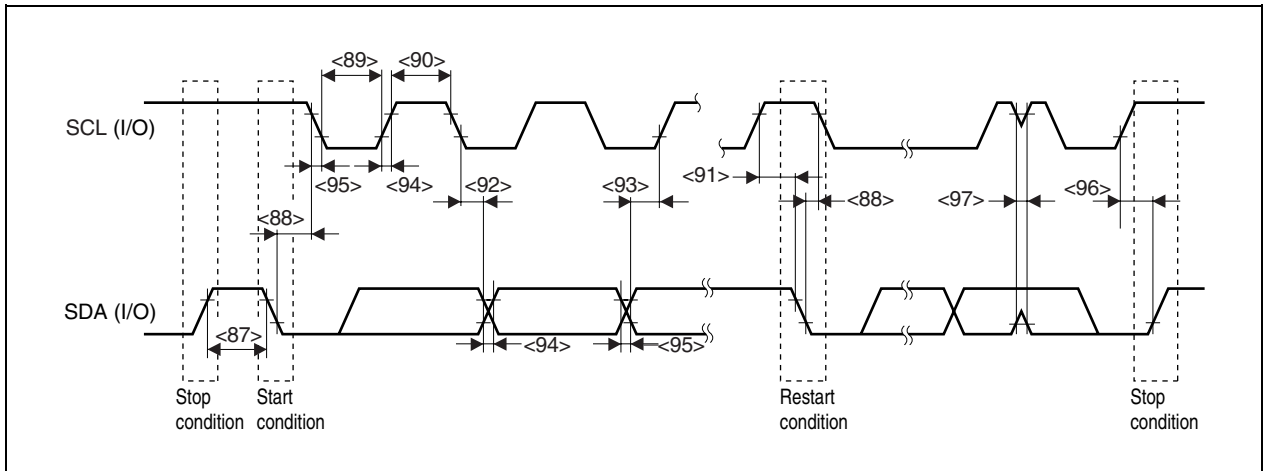 <89> <90>
SCL (I/O)
<95> <94> <92> <93> <91> <88> <97> <96>
<88>
SDA (I/O)
<87> <94> <95>
Stop condition
Start condition
Restart condition
Stop condition